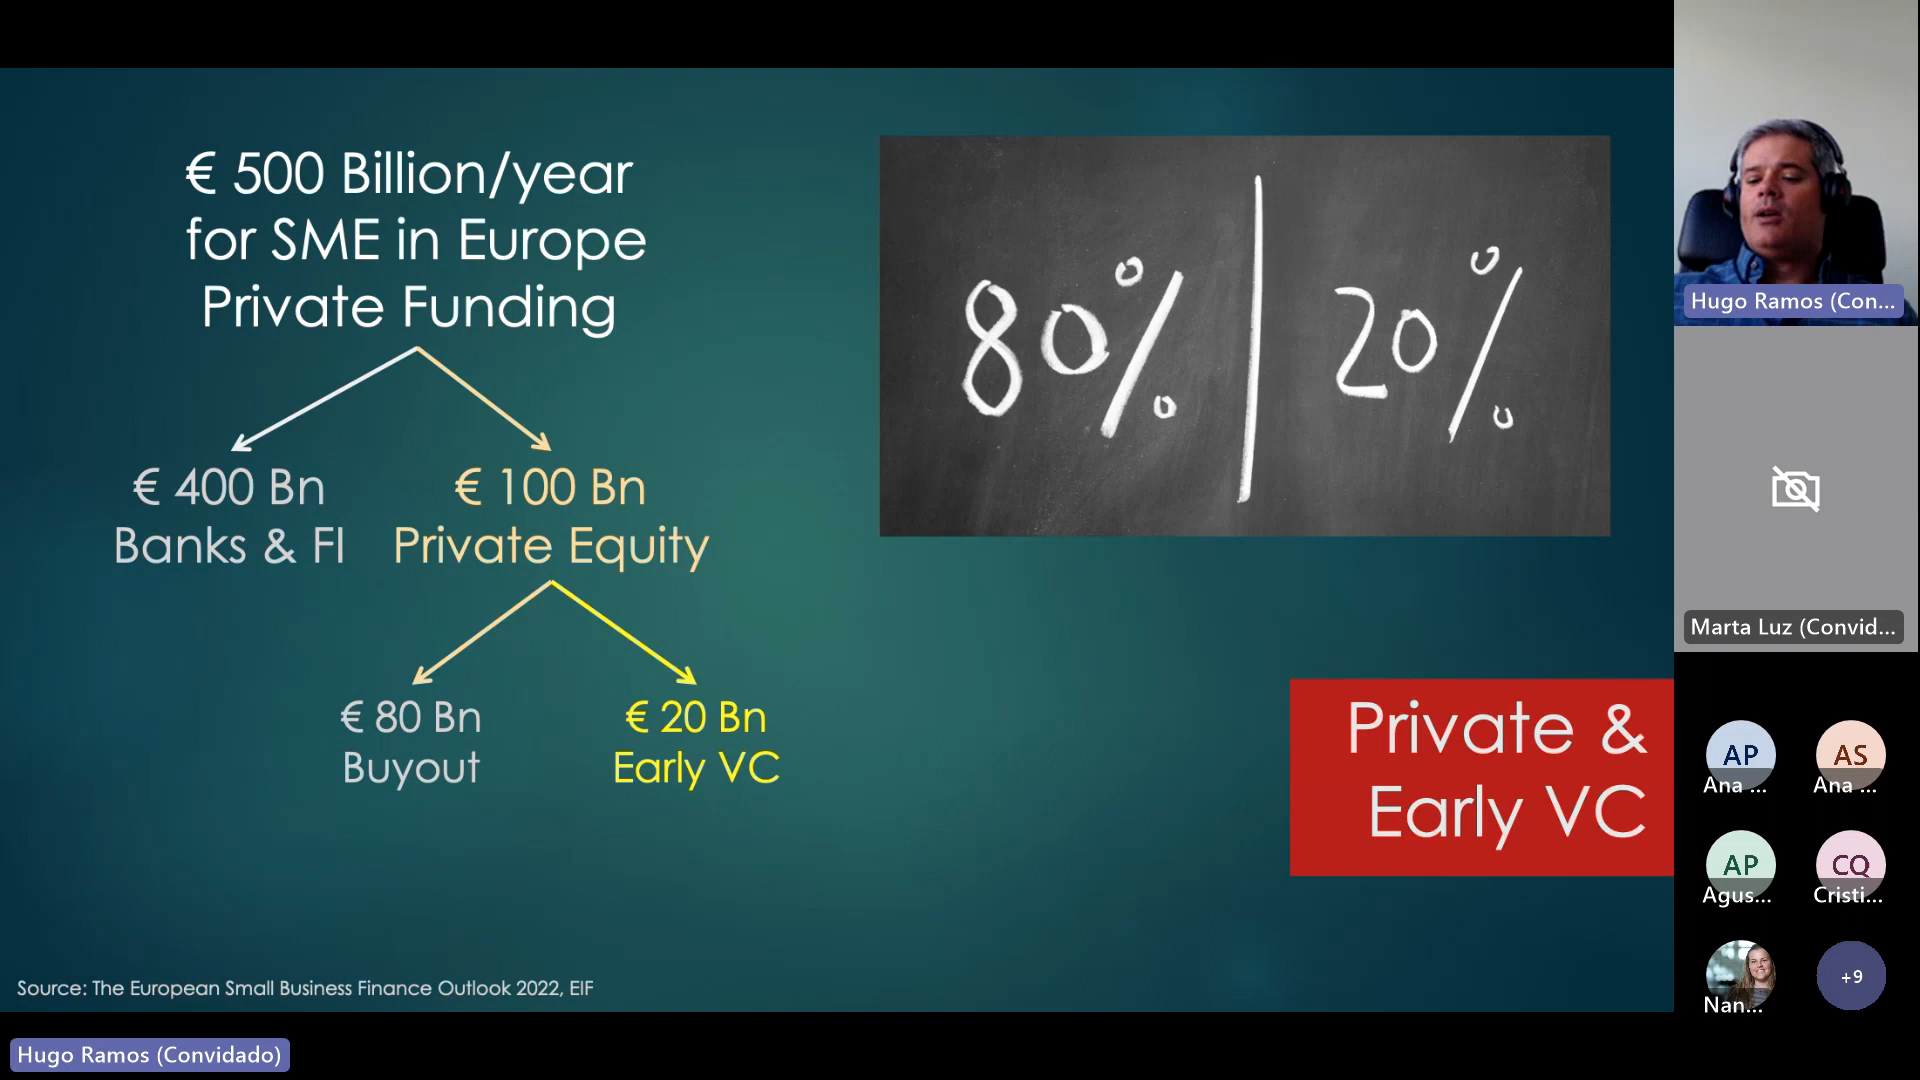 € 500 Billion/year
for SME in Europe
Private Funding
€ 400 Bn
Banks & FI
€ 100 Bn
Private Equity
€ 80 Bn
Buyout
€ 20 Bn
Early VC
80% | 20%
Private &
Early VC
Source: The European Small Business Finance Outlook 2022, EIF
Hugo Ramos (Convidado)
Hugo Ramos (Con...
Marta Luz (Convid...
AP
Ana ...
AS
Ana ...
AP
Agus...
CQ
Cristi...
Nan...
+9